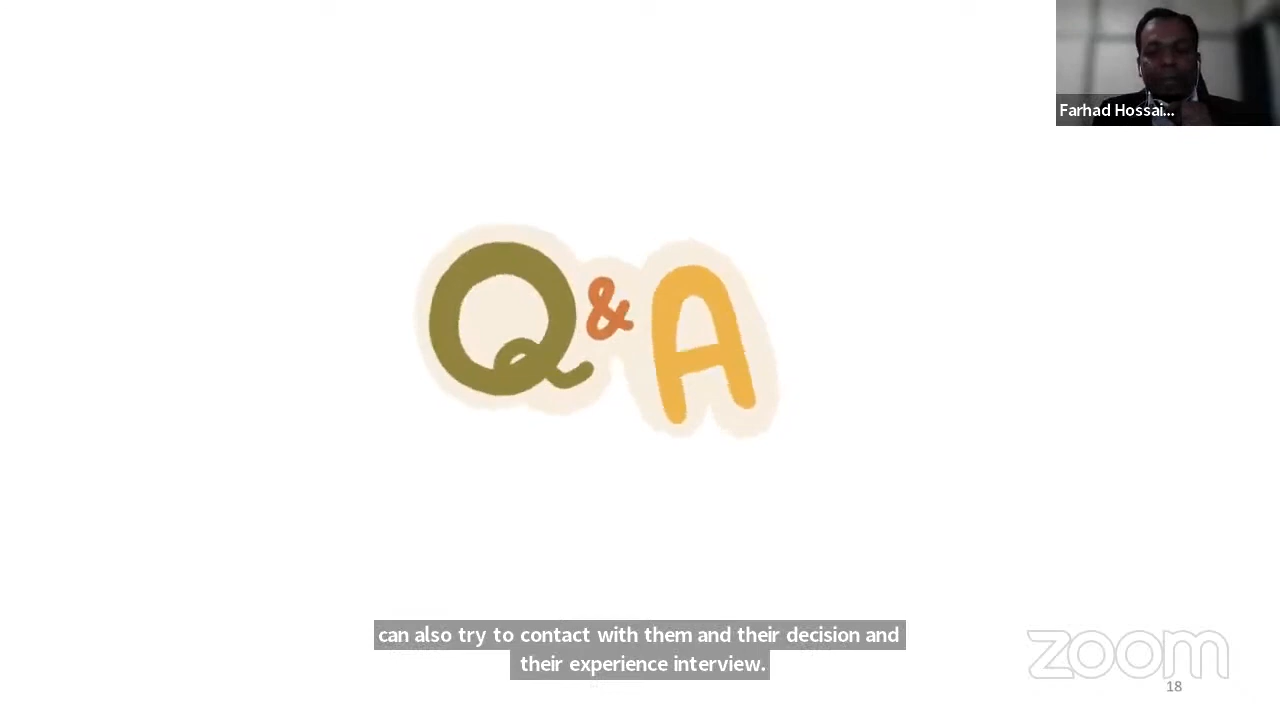 Farhad Hossai...
Q & A
can also try to contact with them and their decision and
their experience interview.
zoom
18